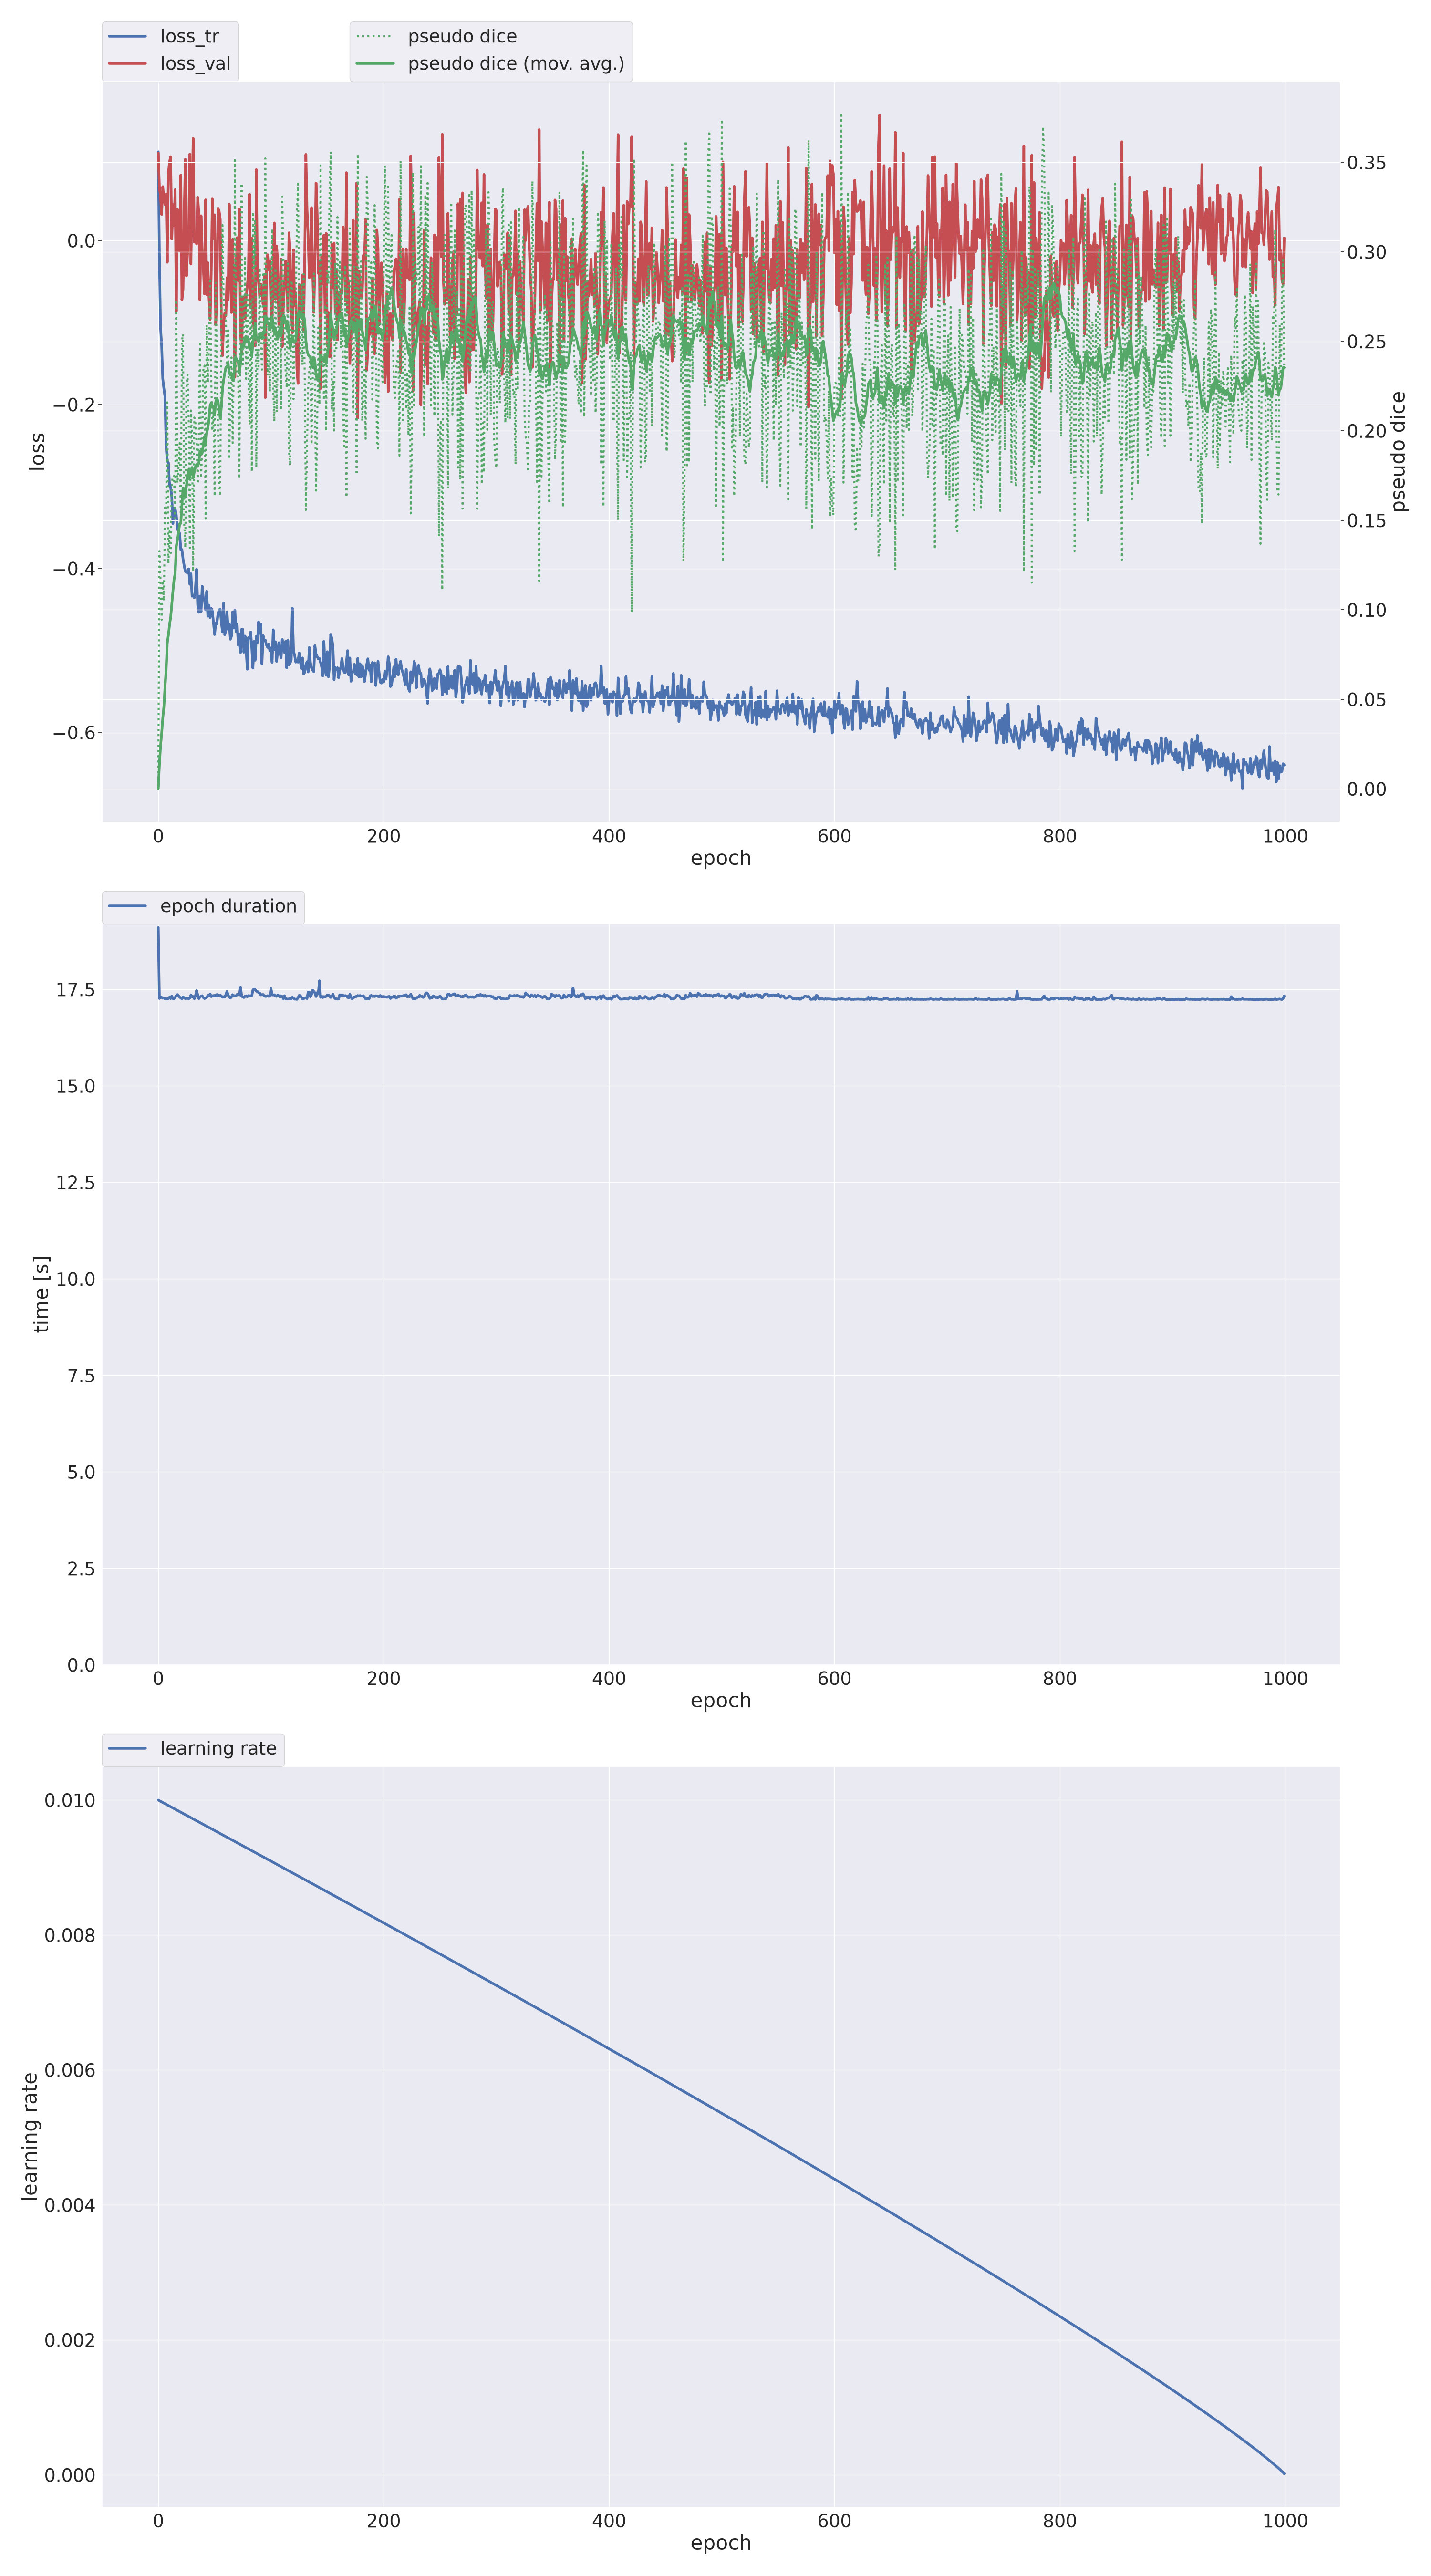 loss_tr
loss_val
pseudo dice
pseudo dice (mov. avg.)
0.0
−0.2
−0.4
−0.6
loss
0.35
0.30
0.25
0.20
0.15
0.10
0.05
0.00
pseudo dice
0 200 400 600 800 1000
epoch
epoch duration
17.5
15.0
12.5
10.0
7.5
5.0
2.5
0.0
time [s]
0 200 400 600 800 1000
epoch
learning rate
0.010
0.008
0.006
0.004
0.002
0.000
learning rate
0 200 400 600 800 1000
epoch